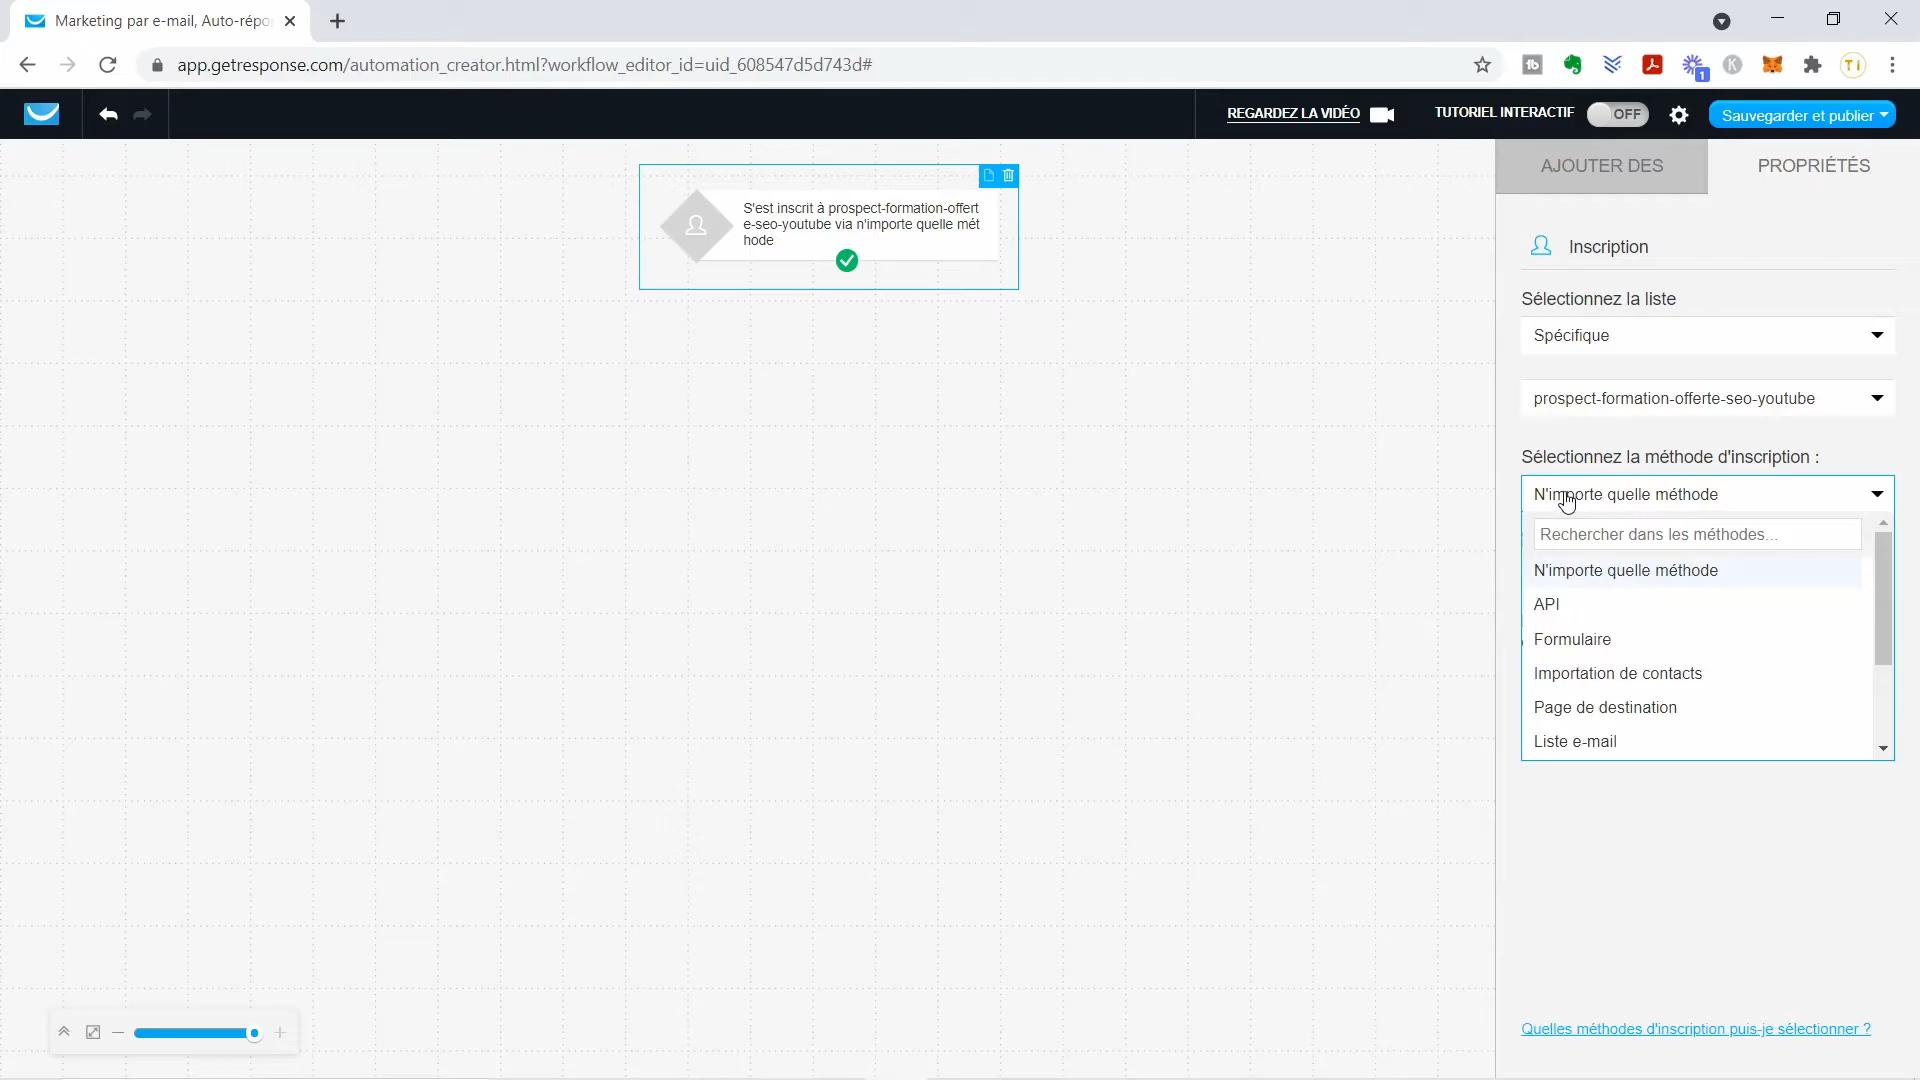 Marketing par e-mail, Auto-répo
app.getresponse.com/automation_creator.html?workflow_editor_id=uid_608547d5d743d#
1
T I
REGARDEZ LA VIDÉO
TUTORIEL INTERACTIF
OFF
Sauvegarder et publier
S'est inscrit à prospect-formation-offert
e-seo-youtube via n'importe quelle mét
hode
AJOUTER DES
PROPRIÉTÉS
Inscription
Sélectionnez la liste
Spécifique
prospect-formation-offerte-seo-youtube
Sélectionnez la méthode d'inscription :
N'importe quelle méthode
Rechercher dans les méthodes...
N'importe quelle méthode
API
Formulaire
Importation de contacts
Page de destination
Liste e-mail
Quelles méthodes d'inscription puis-je sélectionner ?